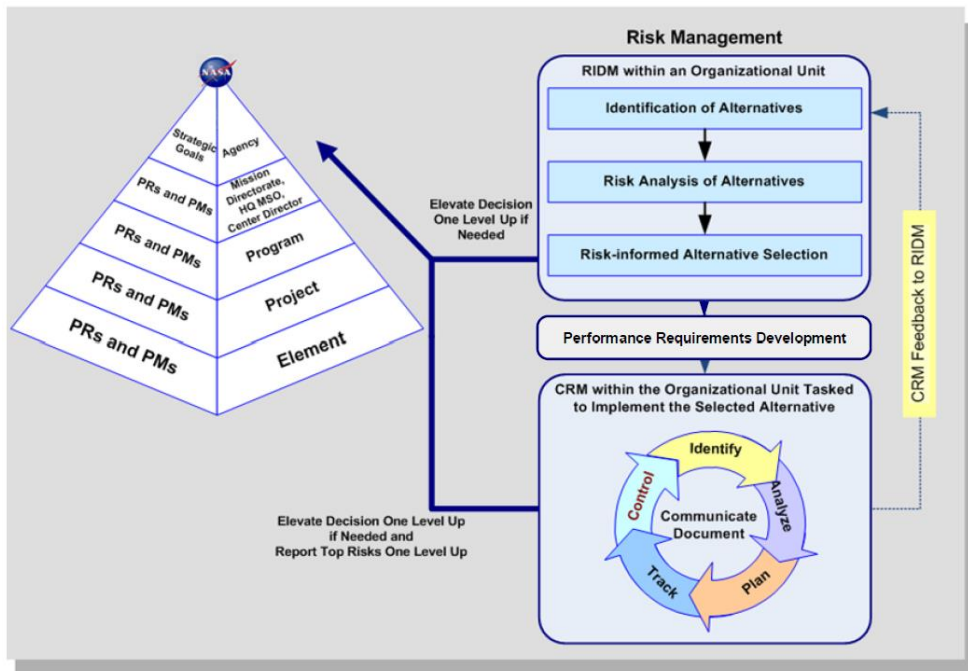 NASA
Strategic
Goals
Agency
PRs and PMs
Mission
Directorate,
HQ MSO,
Center Director
PRs and PMs
Program
PRs and PMs
Project
PRs and PMs
Element
Risk Management
RIDM within an Organizational Unit
Identification of Alternatives
Risk Analysis of Alternatives
Risk-informed Alternative Selection
Elevate Decision
One Level Up if
Needed
Performance Requirements Development
CRM within the Organizational Unit Tasked
to Implement the Selected Alternative
Identify
Analyze
Plan
Track
Control
Communicate
Document
Elevate Decision One Level Up
if Needed and
Report Top Risks One Level Up
CRM Feedback to RIDM